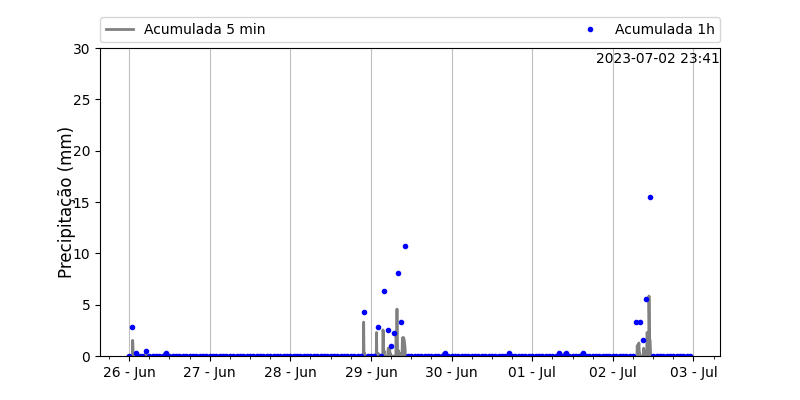 Acumulada 5 min
Acumulada 1h
2023-07-02 23:41
Precipitação (mm)
30
25
20
15
10
5
0
26 - Jun 27 - Jun 28 - Jun 29 - Jun 30 - Jun 01 - Jul 02 - Jul 03 - Jul